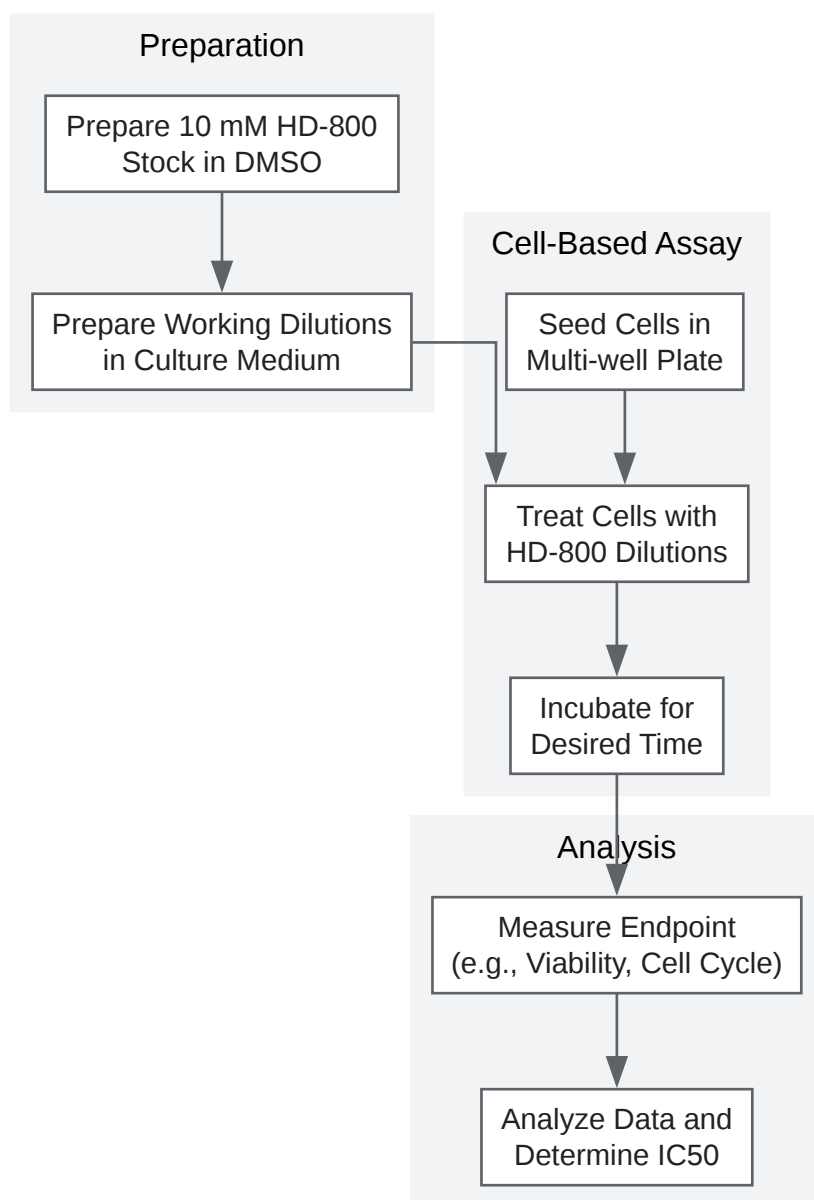 Preparation
Prepare 10 mM HD-800
Stock in DMSO
Prepare Working Dilutions
in Culture Medium
Cell-Based Assay
Seed Cells in
Multi-well Plate
Treat Cells with
HD-800 Dilutions
Incubate for
Desired Time
Analysis
Measure Endpoint
(e.g., Viability, Cell Cycle)
Analyze Data and
Determine IC50